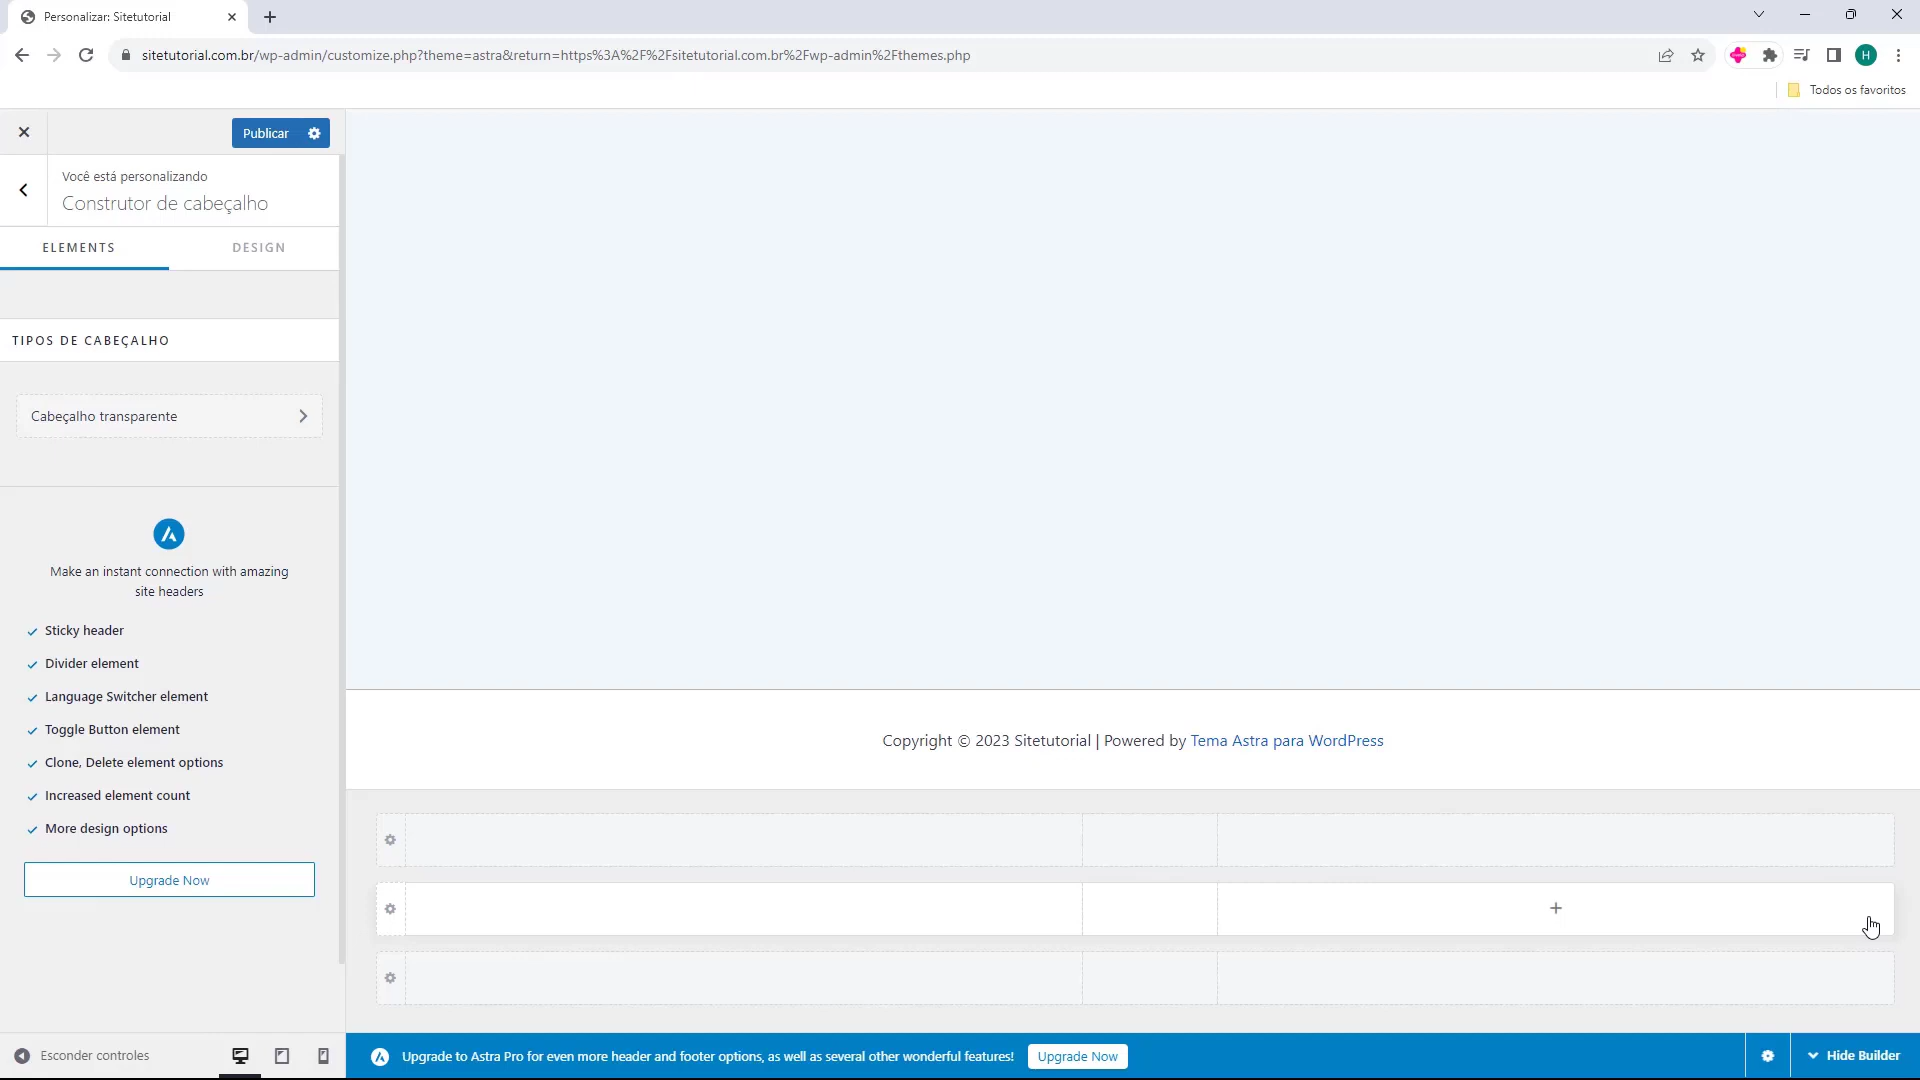 Personalizar: Sitetutorial
sitetutorial.com.br/wp-admin/customize.php?theme=astra&return=https%3A%2F%2Fsitetutorial.com.br%2Fwp-admin%2Fthemes.php
H
Todos os favoritos
Publicar
Você está personalizando
Construtor de cabeçalho
ELEMENTS
DESIGN
TIPOS DE CABEÇALHO
Cabeçalho transparente
Make an instant connection with amazing
site headers
Sticky header
Divider element
Language Switcher element
Toggle Button element
Clone, Delete element options
Increased element count
More design options
Upgrade Now
Copyright © 2023 Sitetutorial | Powered by Tema Astra para WordPress
Esconder controles
Upgrade to Astra Pro for even more header and footer options, as well as several other wonderful features!
Upgrade Now
Hide Builder